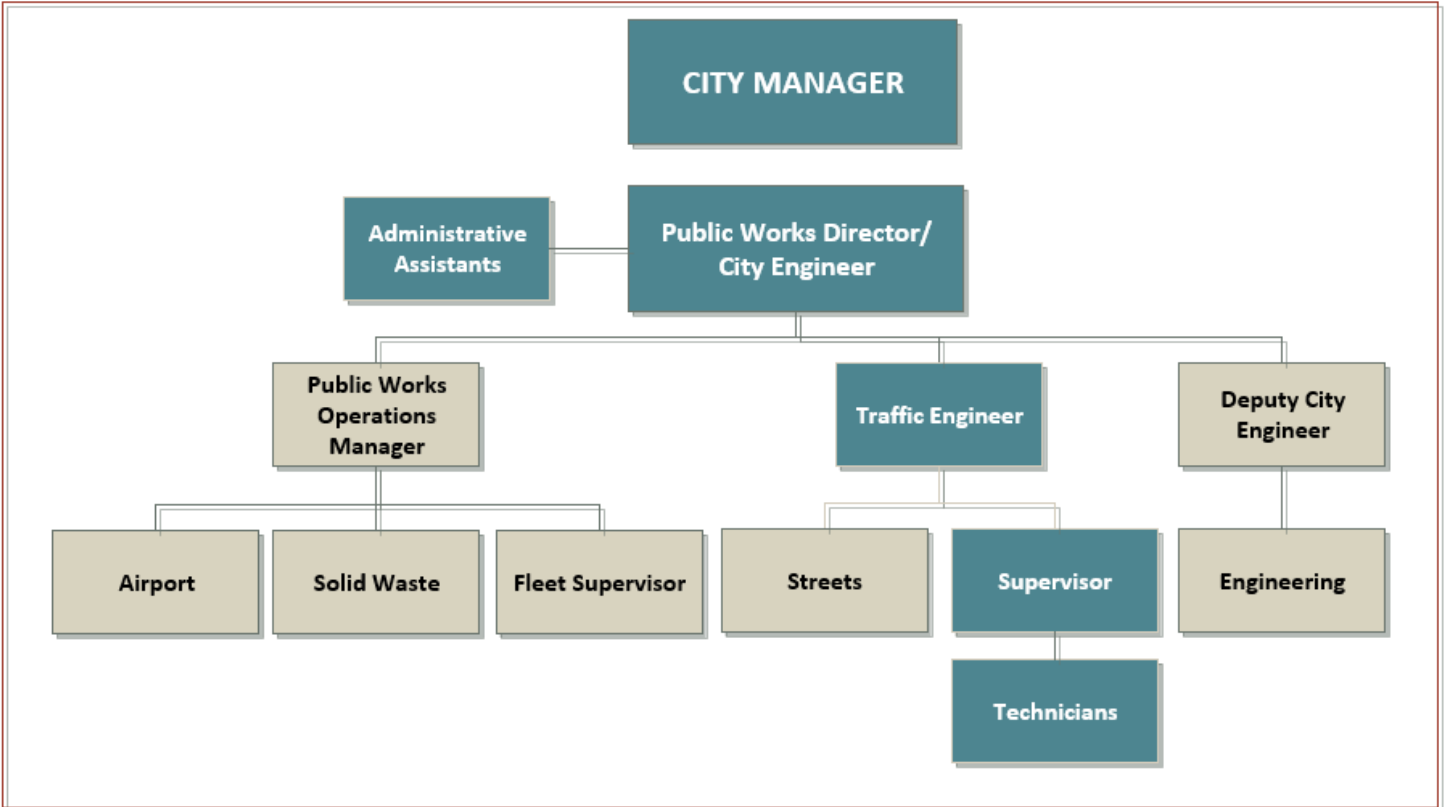 CITY MANAGER
Administrative
Assistants
Public Works Director/
City Engineer
Public Works
Operations
Manager
Traffic Engineer
Deputy City
Engineer
Airport
Solid Waste
Fleet Supervisor
Streets
Supervisor
Engineering
Technicians